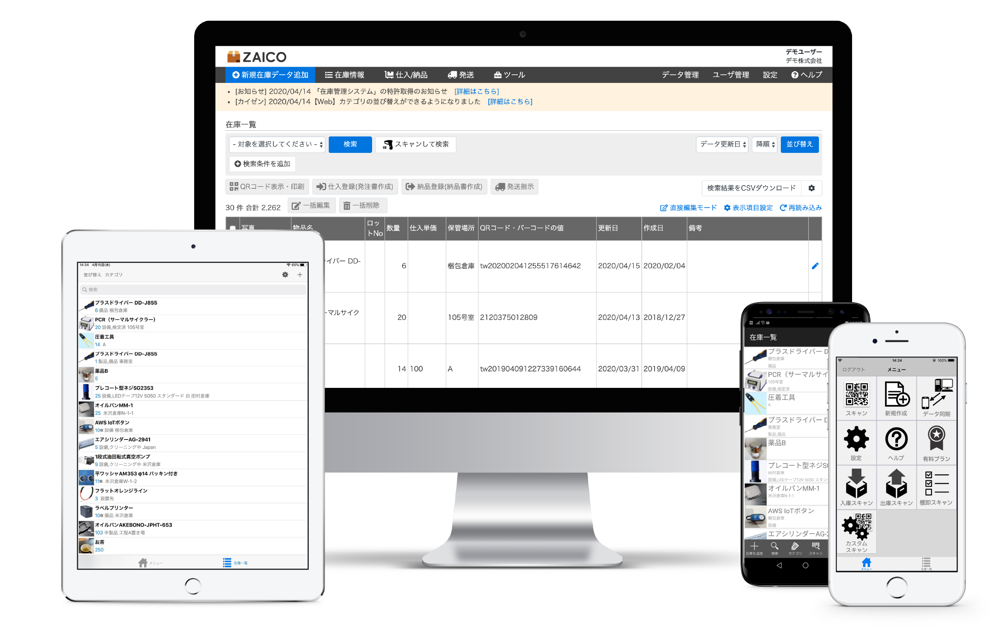 ZAICO
デモユーザー
デモ株式会社
新規在庫データ追加 在庫情報 仕入/納品 発送 ツール データ管理 ユーザ管理 設定 ヘルプ
[お知らせ] 2020/04/14 「在庫管理システム」の特許取得のお知らせ [詳細はこちら]
[カイゼン] 2020/04/14【Web】カテゴリの並び替えができるようになりました [詳細はこちら]
在庫一覧
- 対象を選択してください - 検索 スキャンして検索 データ更新日 降順 並び替え
検索条件を追加
QRコード表示・印刷 仕入登録(発注書作成) 納品登録(納品書作成) 発送指示 検索結果をCSVダウンロード
30 件 合計 2,262 一括編集 一括削除 直接編集モード 表示項目設定 再読み込み
写真 物品名 ロットNo 数量 仕入単価 保管場所 QRコード・バーコードの値 更新日 作成日 備考
イバー DD- 6 梱包倉庫 tw202002041255517614642 2020/04/15 2020/02/04
ーマルサイク 20 105号室 2120375012809 2020/04/13 2018/12/27
14 100 A tw201904091227339160644 2020/03/31 2019/04/09
14:34 4月15日(水) 65%
並び替え カテゴリ
検索
プラスドライバー DD-J8S5
6 備品 梱包倉庫
PCR（サーマルサイクラー）
20 設備,検定済 105号室
圧着工具
14 A
プラスドライバー DD-J8S5
1 製品,備品 事務室
薬品B
5
プレコート型ネジSG2353
25 設備,LEDテープ12V 5050 スタンダード 白 田村倉庫
オイルパンMM-1
25 米沢倉庫N-1-1
AWS IoTボタン
10個 設備 梱包倉庫
エアシリンダーAG-2941
5 設備,クリーニング中 Japan
1段式油回転式真空ポンプ
9 設備,クリーニング中 米沢倉庫
平ワッシャAM353 φ14 パッキン付き
11箱 米沢倉庫W-1-2
フラットオレンジライン
3 設置先
ラベルプリンター
10個 備品 米沢倉庫
オイルパンAKEBONO-JPHT-653
103 半製品 工程A置き場
お茶
250
メニュー 在庫一覧
在庫一覧
プラスドライバー D
梱包倉庫
備品
PCR（サーマルサイ
105号室
設備,検定済
圧着工具
A
プラスドライバー D
事務室
製品,備品
薬品B
プレコート型ネジSG
田村倉庫
設備,LEDテープ12V 5050 スタン
オイルパンMM-1
米沢倉庫N-1-1
AWS IoTボタン
梱包倉庫
設備
エアシリンダーAG-2
在庫を追加 検索 カテゴリ スキャン
14:24 100%
ログアウト メニュー
スキャン 新規作成 データ同期
設定 ヘルプ 有料プラン
入庫スキャン 出庫スキャン 棚卸スキャン
カスタム
スキャン
メニュー 在庫一覧